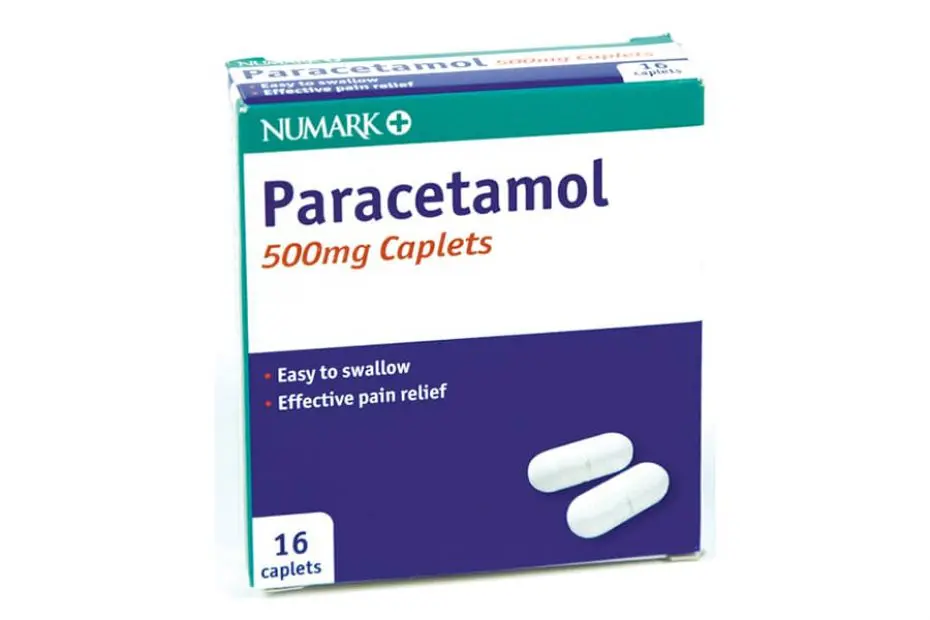 NUMARK
Paracetamol 500mg Caplets
16
caplets
• Easy to swallow
• Effective pain relief
NUMARK
Paracetamol
500mg Caplets
• Easy to swallow
• Effective pain relief
16
caplets